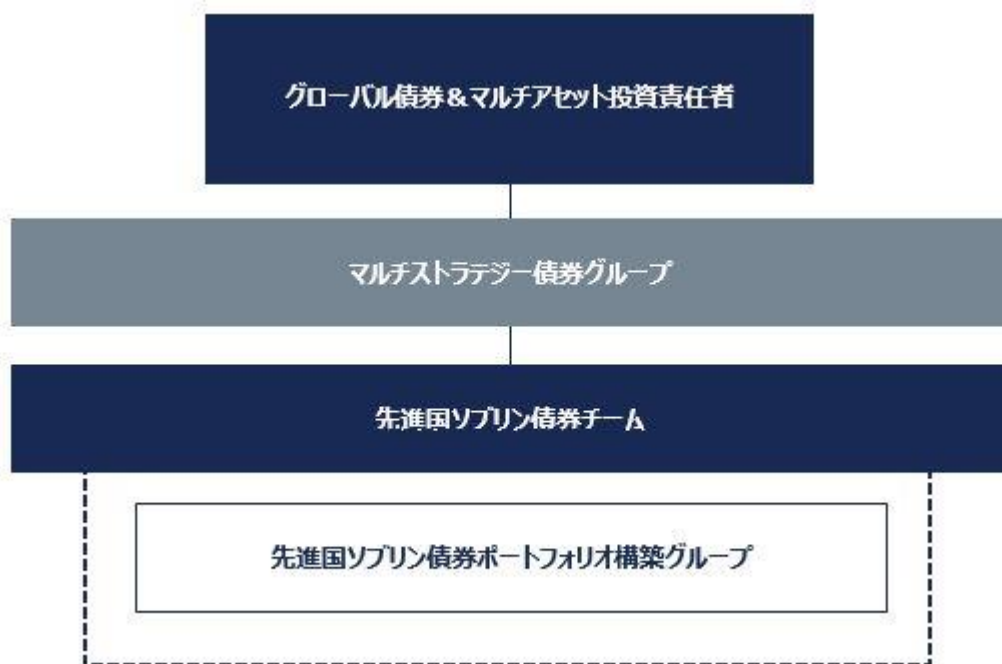 グローバル債券＆マルチアセット投資責任者
マルチストラテジー債券グループ
先進国ソブリン債券チーム
先進国ソブリン債券ポートフォリオ構築グループ